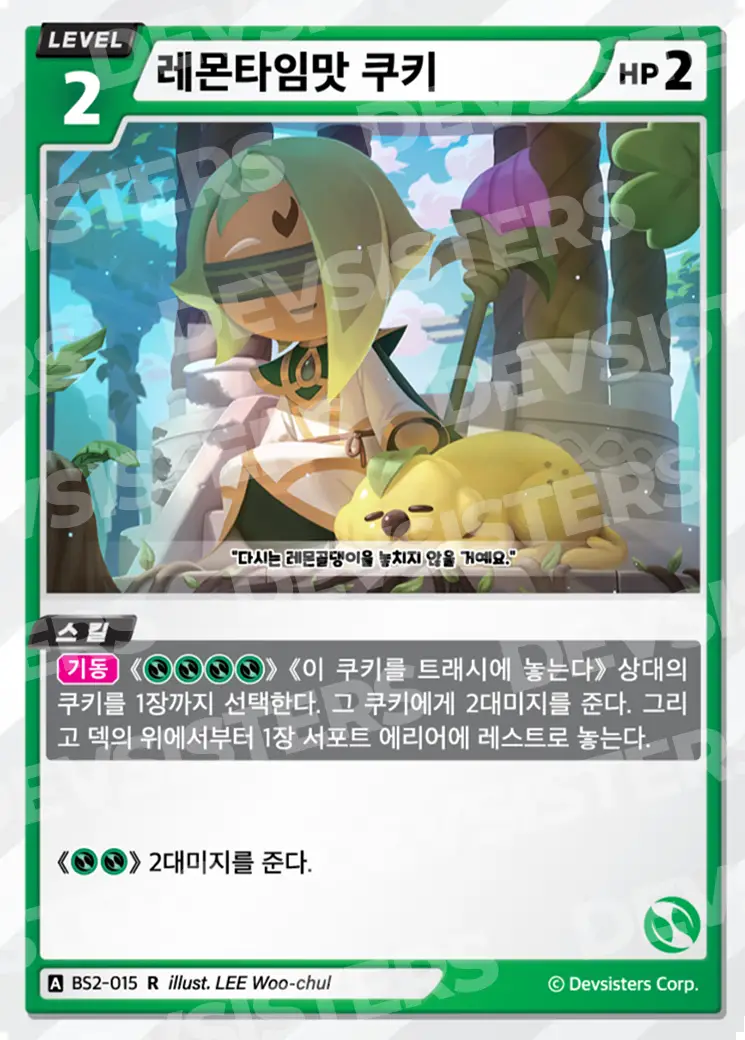 LEVEL
2
레몬타임맛 쿠키
HP 2
"다시는 레몬골댕이을 놓치지 않을 거예요."
스킬
기동 《》《이 쿠키를 트래시에 놓는다》 상대의
쿠키를 1장까지 선택한다. 그 쿠키에게 2대미지를 준다. 그리
고 덱의 위에서부터 1장 서포트 에리어에 레스트로 놓는다.
《》 2대미지를 준다.
A BS2-015 R illust. LEE Woo-chul
© Devsisters Corp.
DEVSISTERS